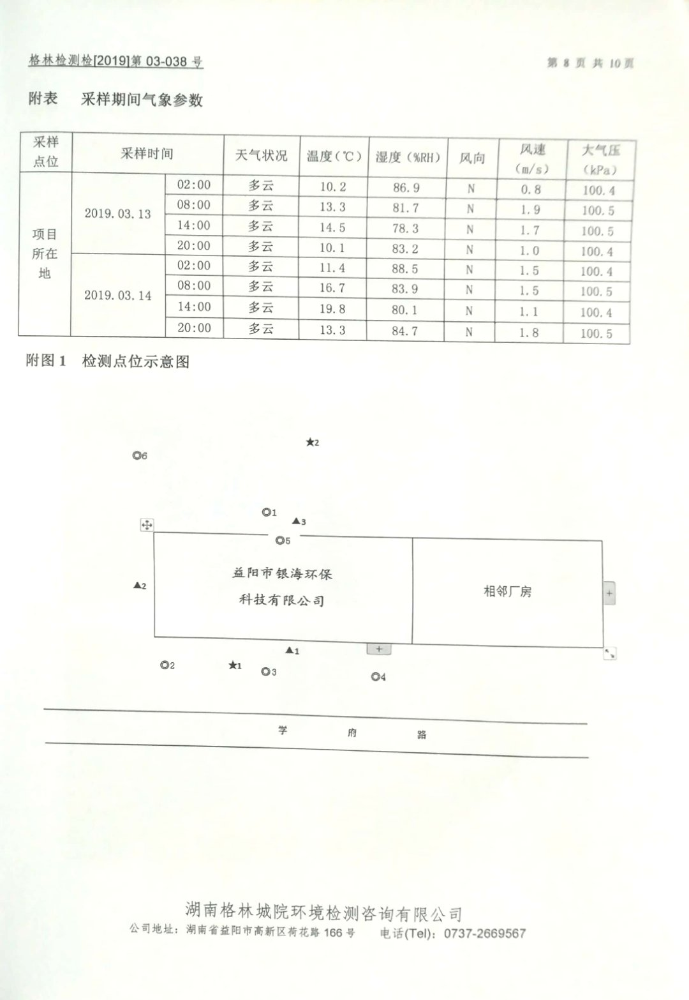 格林检测检[2019]第 03-038 号 第 8 页 共 10 页
附表 采样期间气象参数
采样点位 采样时间 天气状况 温度(℃) 湿度(%RH) 风向 风速(m/s) 大气压(kPa)
项目所在地 2019.03.13 02:00 多云 10.2 86.9 N 0.8 100.4
08:00 多云 13.3 81.7 N 1.9 100.5
14:00 多云 14.5 78.3 N 1.7 100.5
20:00 多云 10.1 83.2 N 1.0 100.4
2019.03.14 02:00 多云 11.4 88.5 N 1.5 100.4
08:00 多云 16.7 83.9 N 1.5 100.5
14:00 多云 19.8 80.1 N 1.1 100.4
20:00 多云 13.3 84.7 N 1.8 100.5
附图 1 检测点位示意图
★2
◎6
◎1
▲3
◎5
益阳市银海环保
科技有限公司
相邻厂房
▲2
▲1
◎2 ★1 ◎3 ◎4
学 府 路
湖南格林城院环境检测咨询有限公司
公司地址：湖南省益阳市高新区荷花路 166 号 电话(Tel)：0737-2669567